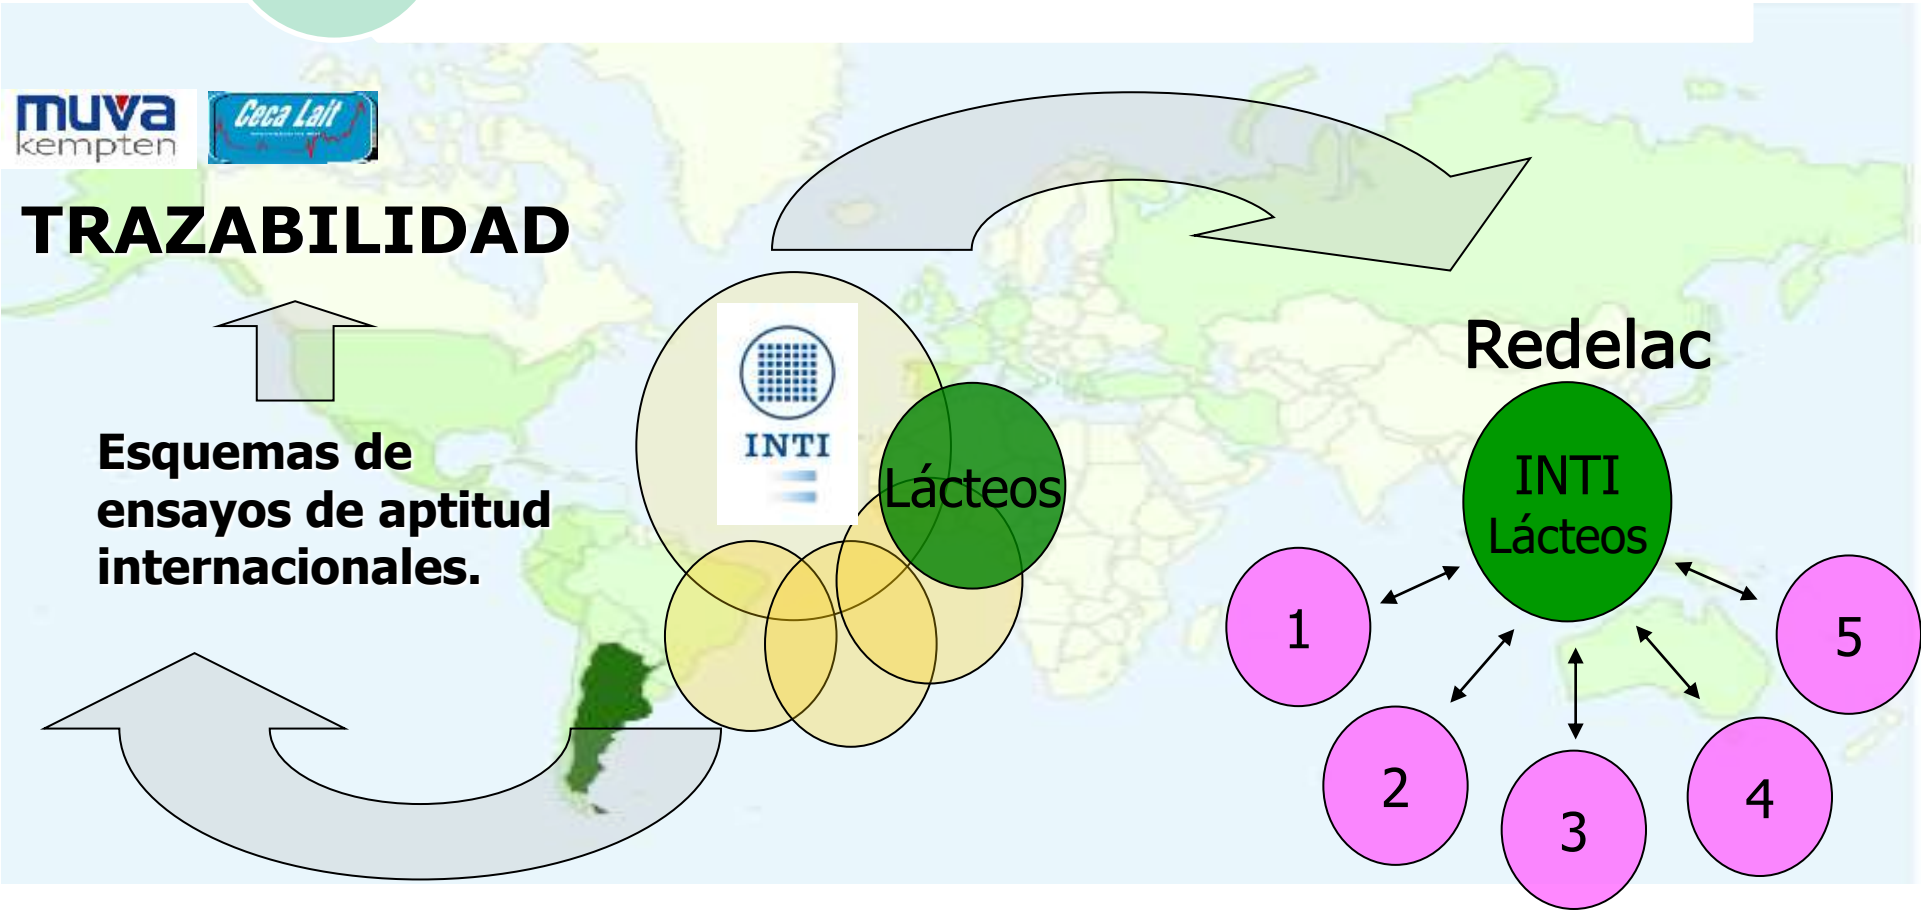 muva
kempten
Ceca Lait
TRAZABILIDAD
Esquemas de
ensayos de aptitud
internacionales.
INTI
Lácteos
Redelac
INTI
Lácteos
1
2
3
4
5